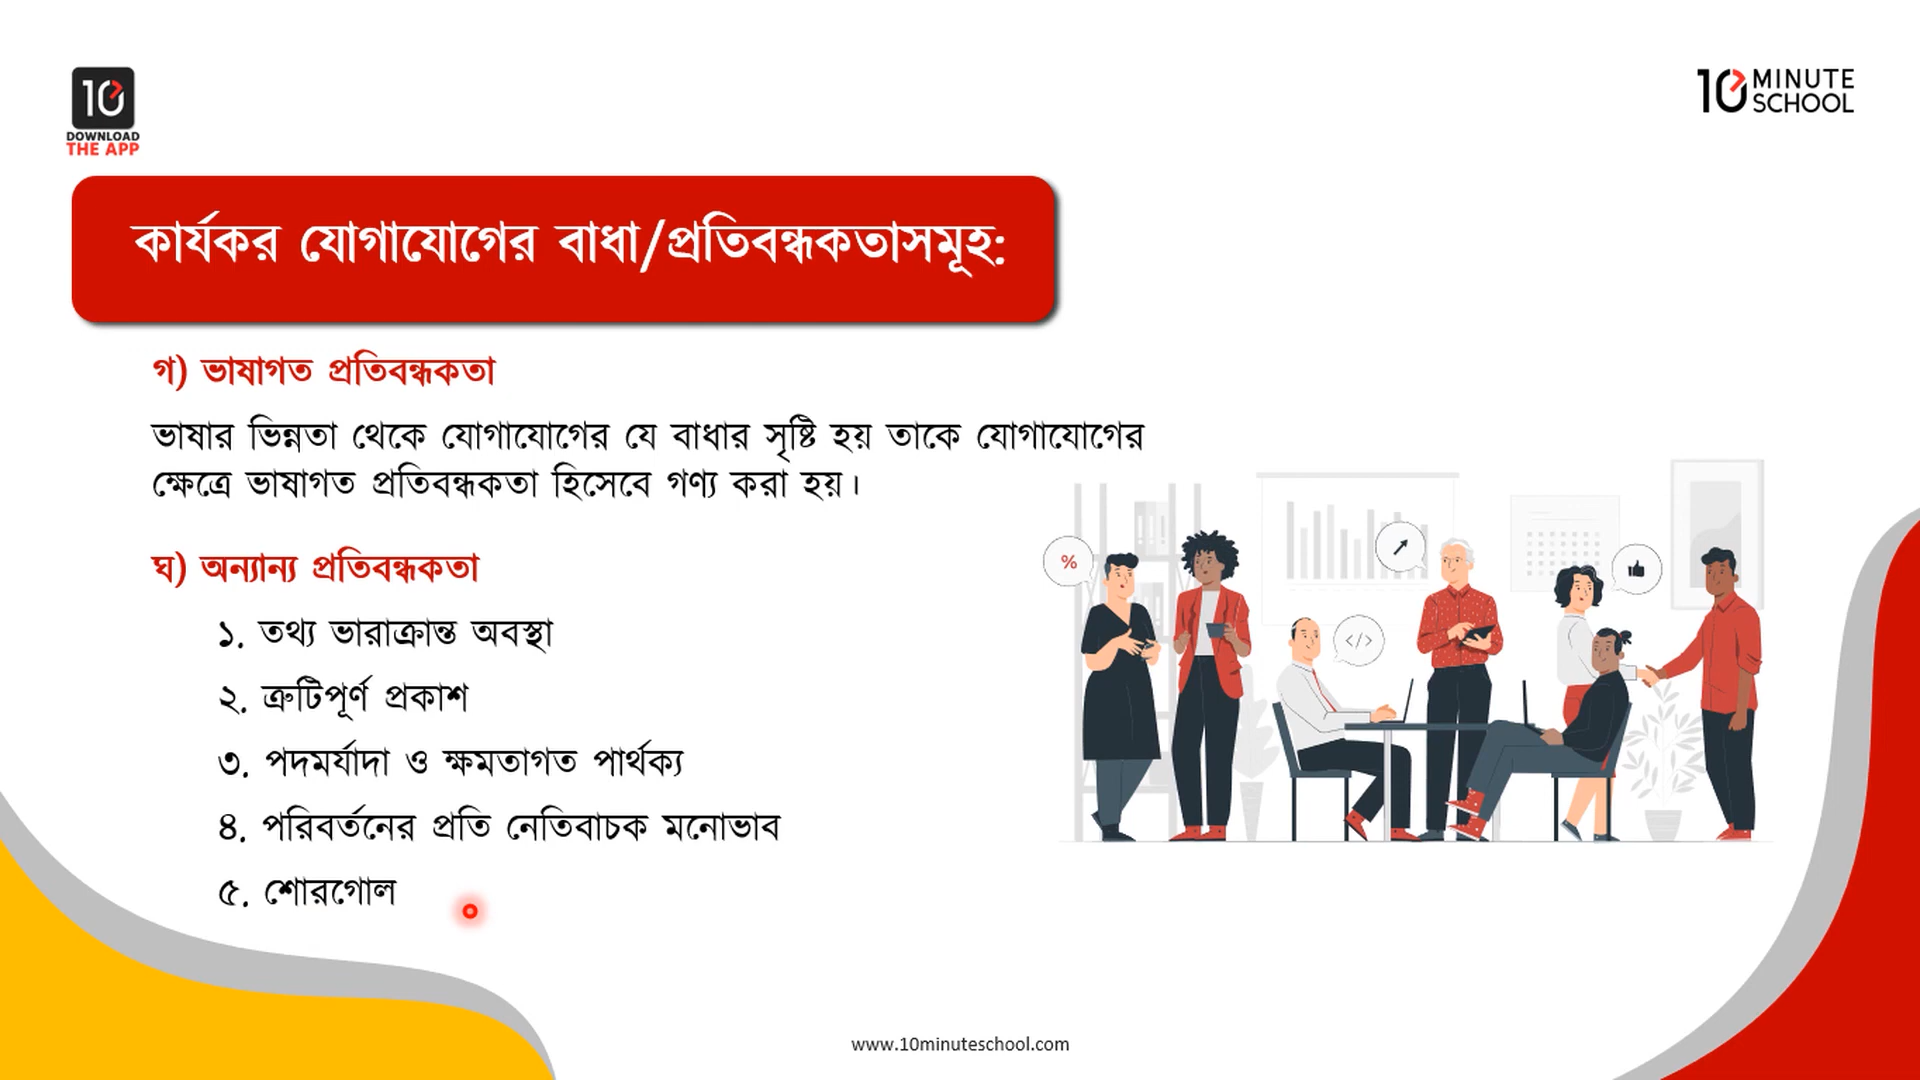 10
DOWNLOAD
THE APP
10 MINUTE
SCHOOL
কার্যকর যোগাযোগের বাধা/প্রতিবন্ধকতাসমূহ:
গ) ভাষাগত প্রতিবন্ধকতা
ভাষার ভিন্নতা থেকে যোগাযোগের যে বাধার সৃষ্টি হয় তাকে যোগাযোগের
ক্ষেত্রে ভাষাগত প্রতিবন্ধকতা হিসেবে গণ্য করা হয়।
ঘ) অন্যান্য প্রতিবন্ধকতা
১. তথ্য ভারাক্রান্ত অবস্থা
২. ত্রুটিপূর্ণ প্রকাশ
৩. পদমর্যাদা ও ক্ষমতাগত পার্থক্য
৪. পরিবর্তনের প্রতি নেতিবাচক মনোভাব
৫. শোরগোল
%
</>
www.10minuteschool.com